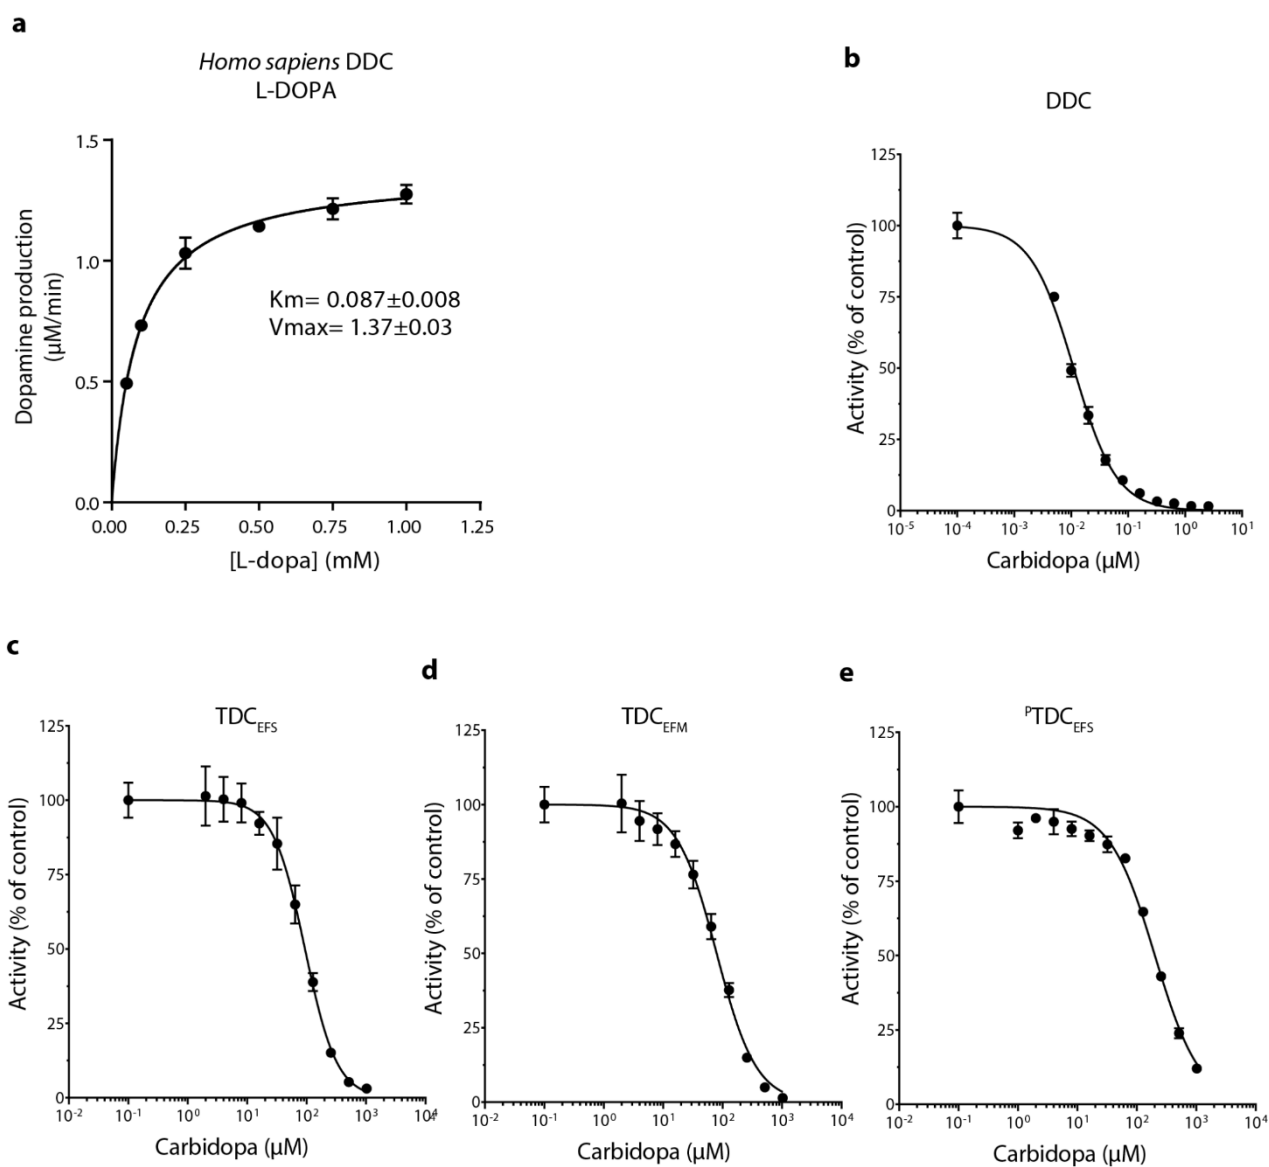 a
Homo sapiens DDC
L-DOPA
1.5
1.0
0.5
0.0
Dopamine production
(µM/min)
Km= 0.087±0.008
Vmax= 1.37±0.03
0.00 0.25 0.50 0.75 1.00 1.25
[L-dopa] (mM)
b
DDC
125
100
75
50
25
0
Activity (% of control)
10-5 10-4 10-3 10-2 10-1 100 101
Carbidopa (µM)
c
TDCEFS
125
100
75
50
25
0
Activity (% of control)
10-2 10-1 100 101 102 103 104
Carbidopa (µM)
d
TDCEFM
125
100
75
50
25
0
Activity (% of control)
10-2 10-1 100 101 102 103 104
Carbidopa (µM)
e
PTDCEFS
125
100
75
50
25
0
Activity (% of control)
10-2 10-1 100 101 102 103 104
Carbidopa (µM)